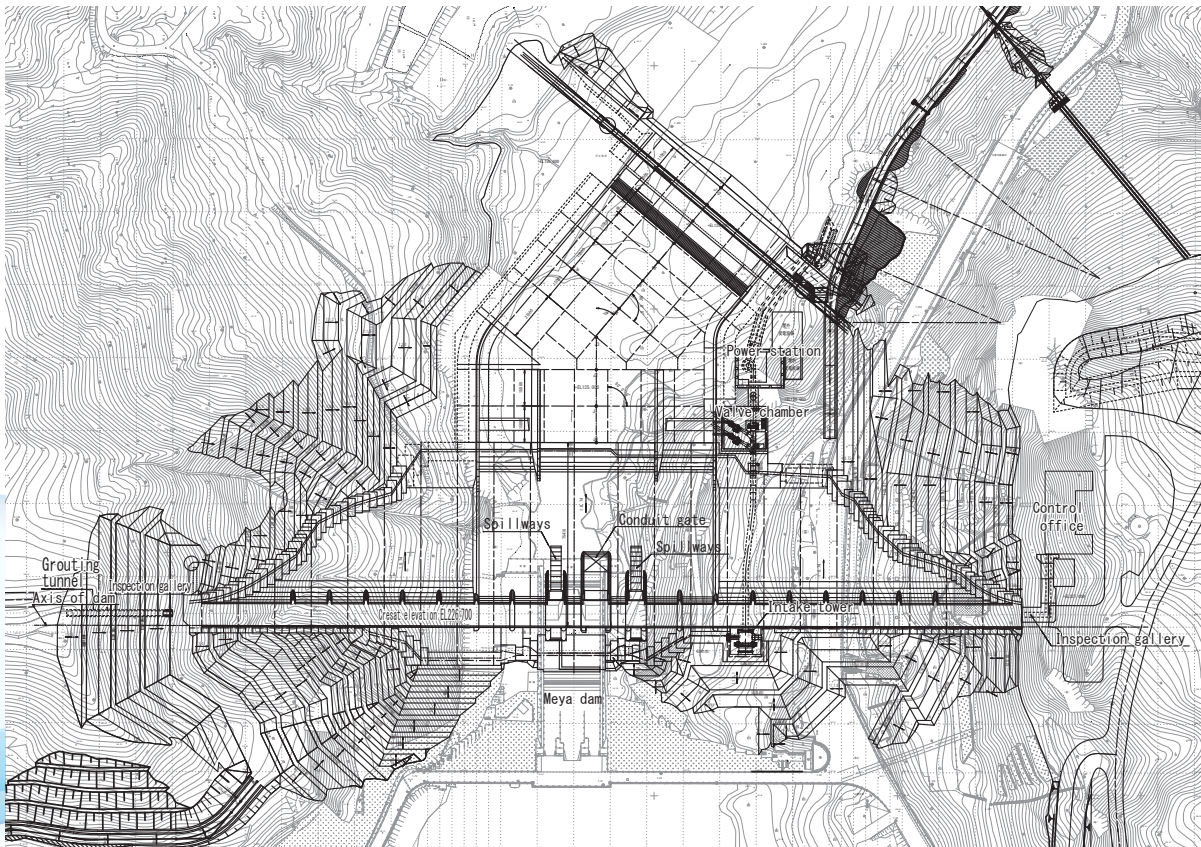 Power station
Valve chamber
Spillways
Conduit gate
Spillways
Control
office
Grouting
tunnel
Inspection gallery
Axis of dam
Cresat elevation EL226.700
Intake tower
Inspection gallery
Meya dam